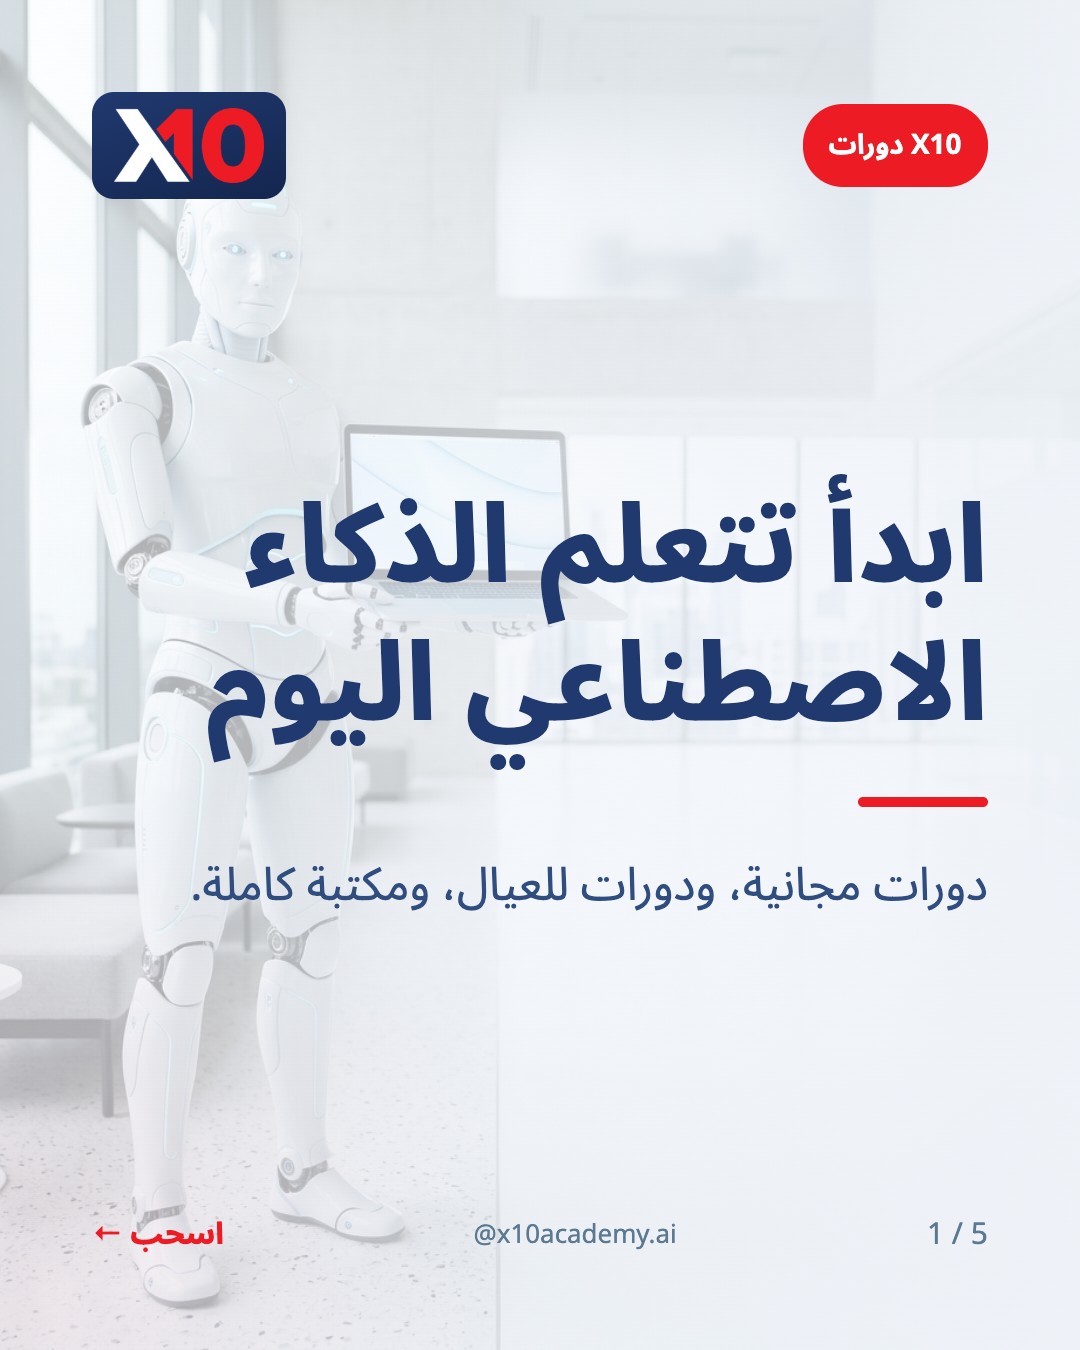 X10
دورات X10
ابدأ تتعلم الذكاء
الاصطناعي اليوم
دورات مجانية، ودورات للعيال، ومكتبة كاملة.
1 / 5
@x10academy.ai
اسحب ←